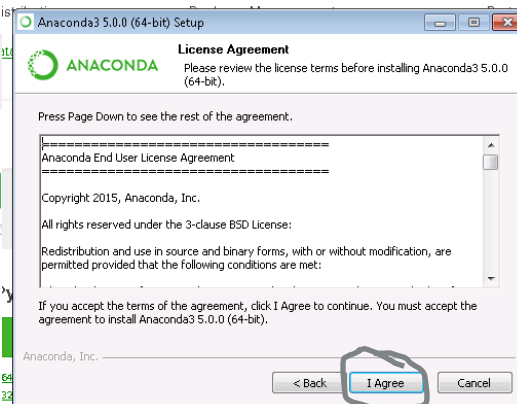 Anaconda3 5.0.0 (64-bit) Setup
ANACONDA
License Agreement
Please review the license terms before installing Anaconda3 5.0.0
(64-bit).
Press Page Down to see the rest of the agreement.
=====================================
Anaconda End User License Agreement
=====================================
Copyright 2015, Anaconda, Inc.
All rights reserved under the 3-clause BSD License:
Redistribution and use in source and binary forms, with or without modification, are
permitted provided that the following conditions are met:
If you accept the terms of the agreement, click I Agree to continue. You must accept the
agreement to install Anaconda3 5.0.0 (64-bit).
Anaconda, Inc.
< Back
I Agree
Cancel
64
32